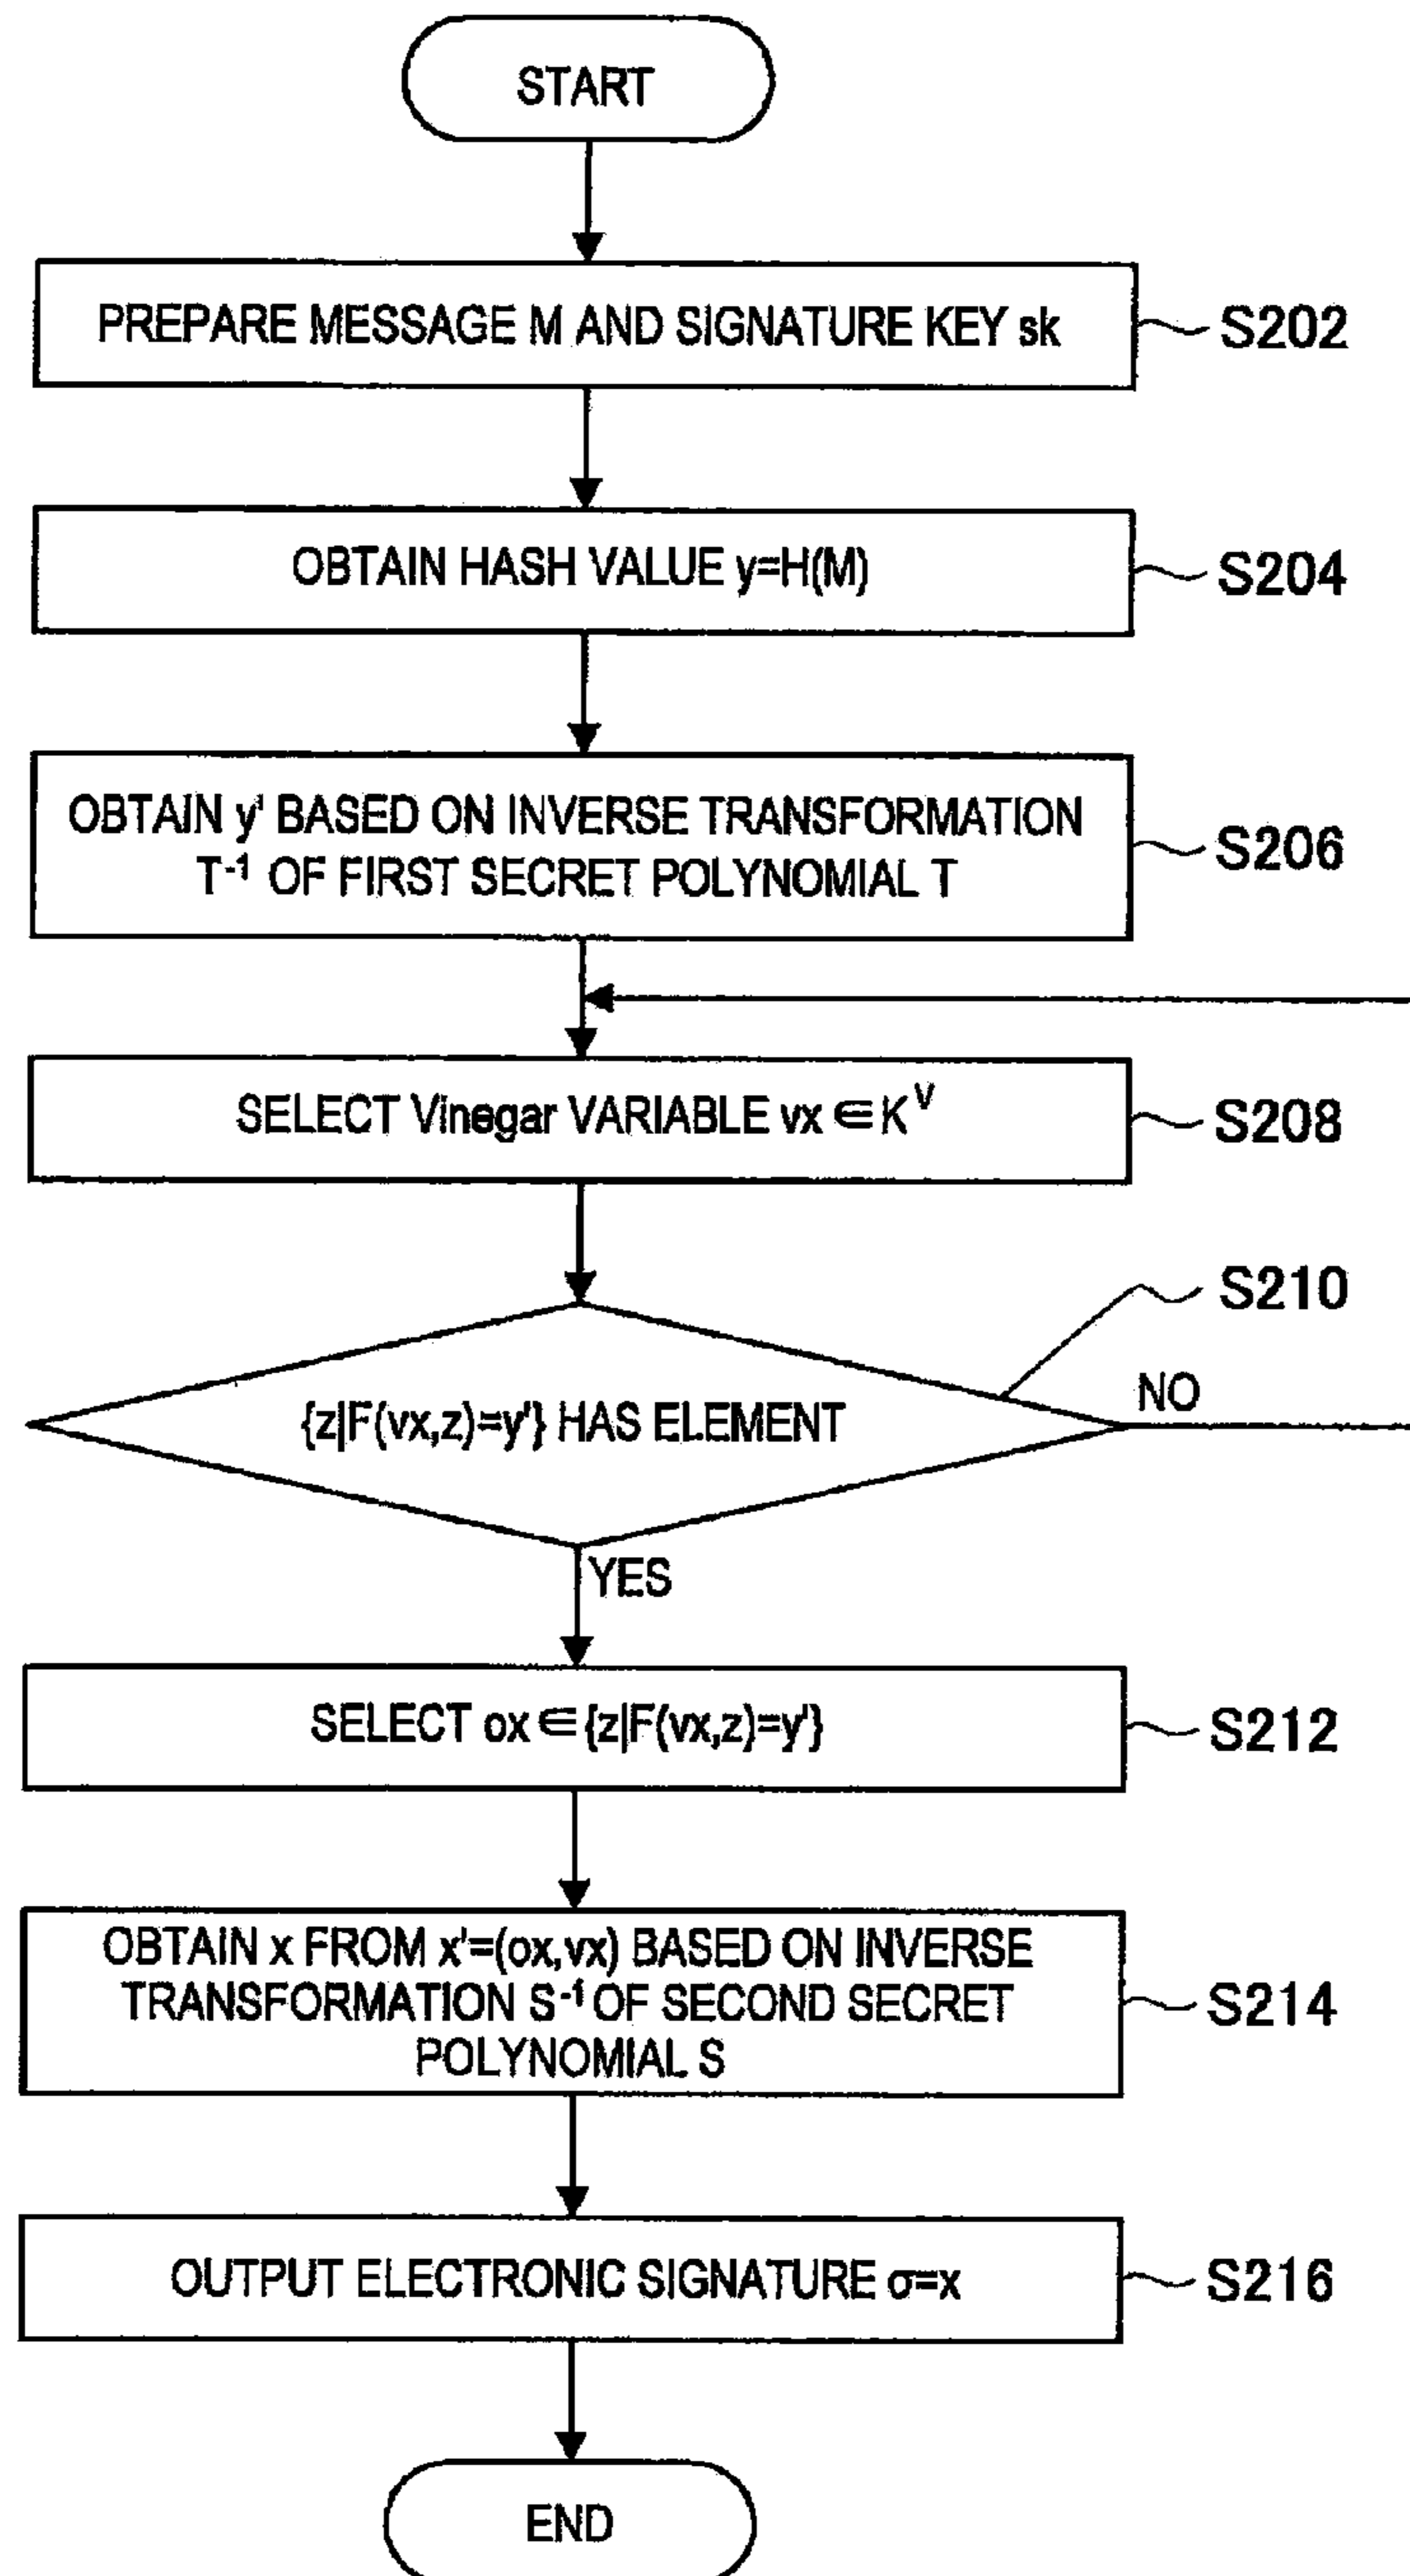 START
PREPARE MESSAGE M AND SIGNATURE KEY sk
S202
OBTAIN HASH VALUE y=H(M)
S204
OBTAIN y' BASED ON INVERSE TRANSFORMATION
T⁻¹ OF FIRST SECRET POLYNOMIAL T
S206
SELECT Vinegar VARIABLE vx ∈ K^V
S208
S210
{z|F(vx,z)=y'} HAS ELEMENT
NO
YES
SELECT ox ∈ {z|F(vx,z)=y'}
S212
OBTAIN x FROM x'=(ox,vx) BASED ON INVERSE
TRANSFORMATION S⁻¹ OF SECOND SECRET
POLYNOMIAL S
S214
OUTPUT ELECTRONIC SIGNATURE σ=x
S216
END